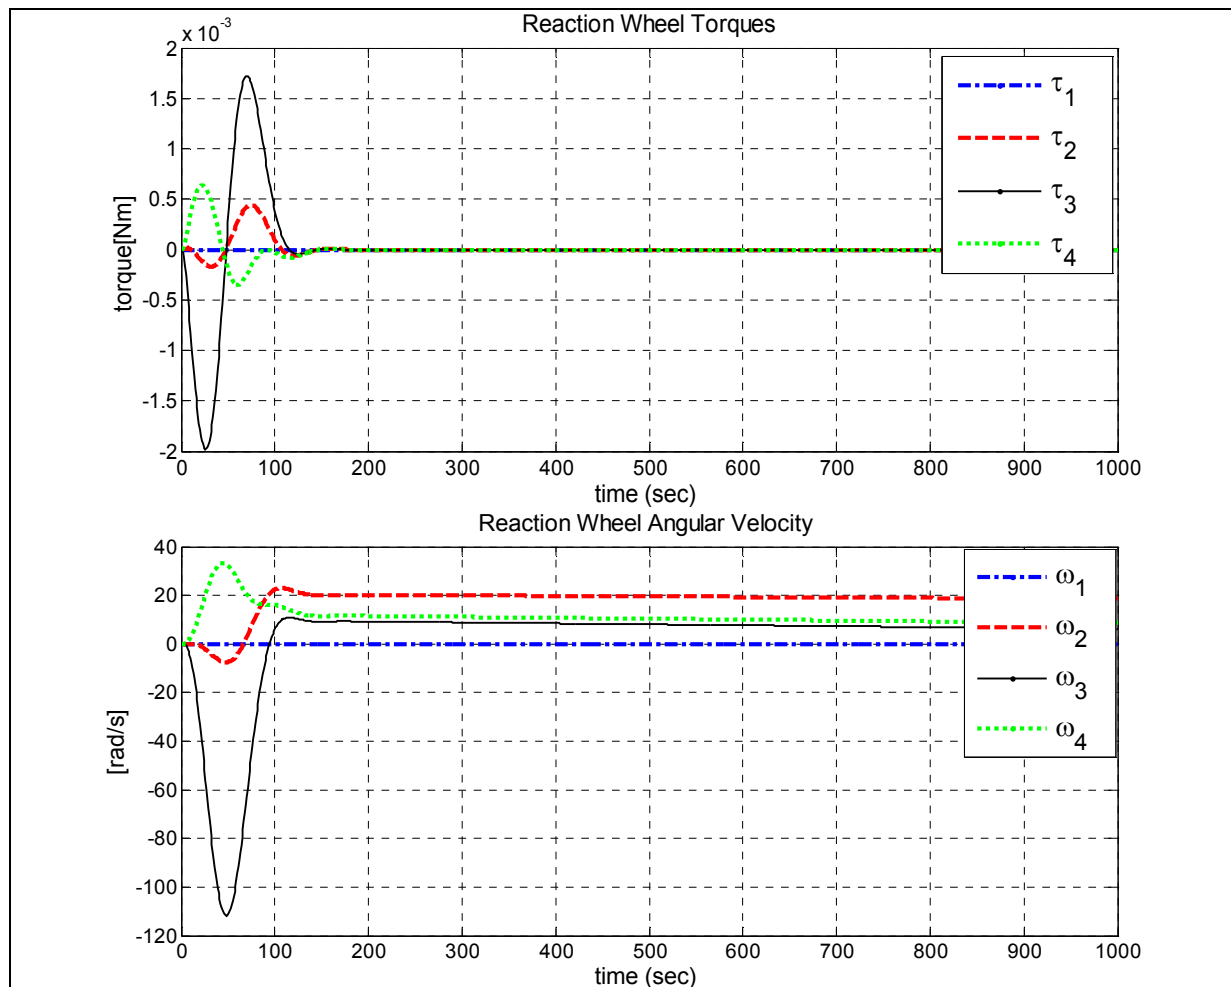 Reaction Wheel Torques
x 10⁻³
2
1.5
1
0.5
0
-0.5
-1
-1.5
-2
torque[Nm]
τ₁
τ₂
τ₃
τ₄
0 100 200 300 400 500 600 700 800 900 1000
time (sec)
Reaction Wheel Angular Velocity
40
20
0
-20
-40
-60
-80
-100
-120
[rad/s]
ω₁
ω₂
ω₃
ω₄
0 100 200 300 400 500 600 700 800 900 1000
time (sec)